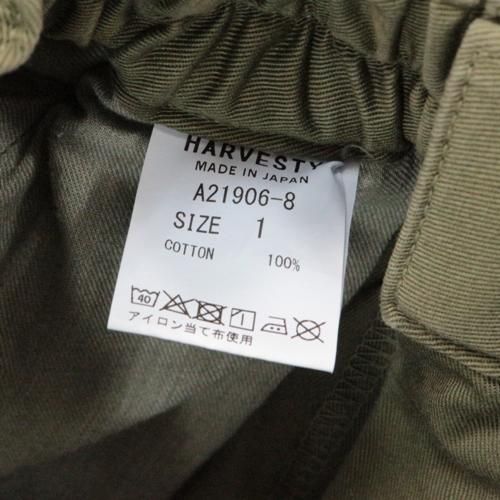 HARVESTY
MADE IN JAPAN
A21906-8
SIZE 1
COTTON 100%
40
アイロン当て布使用